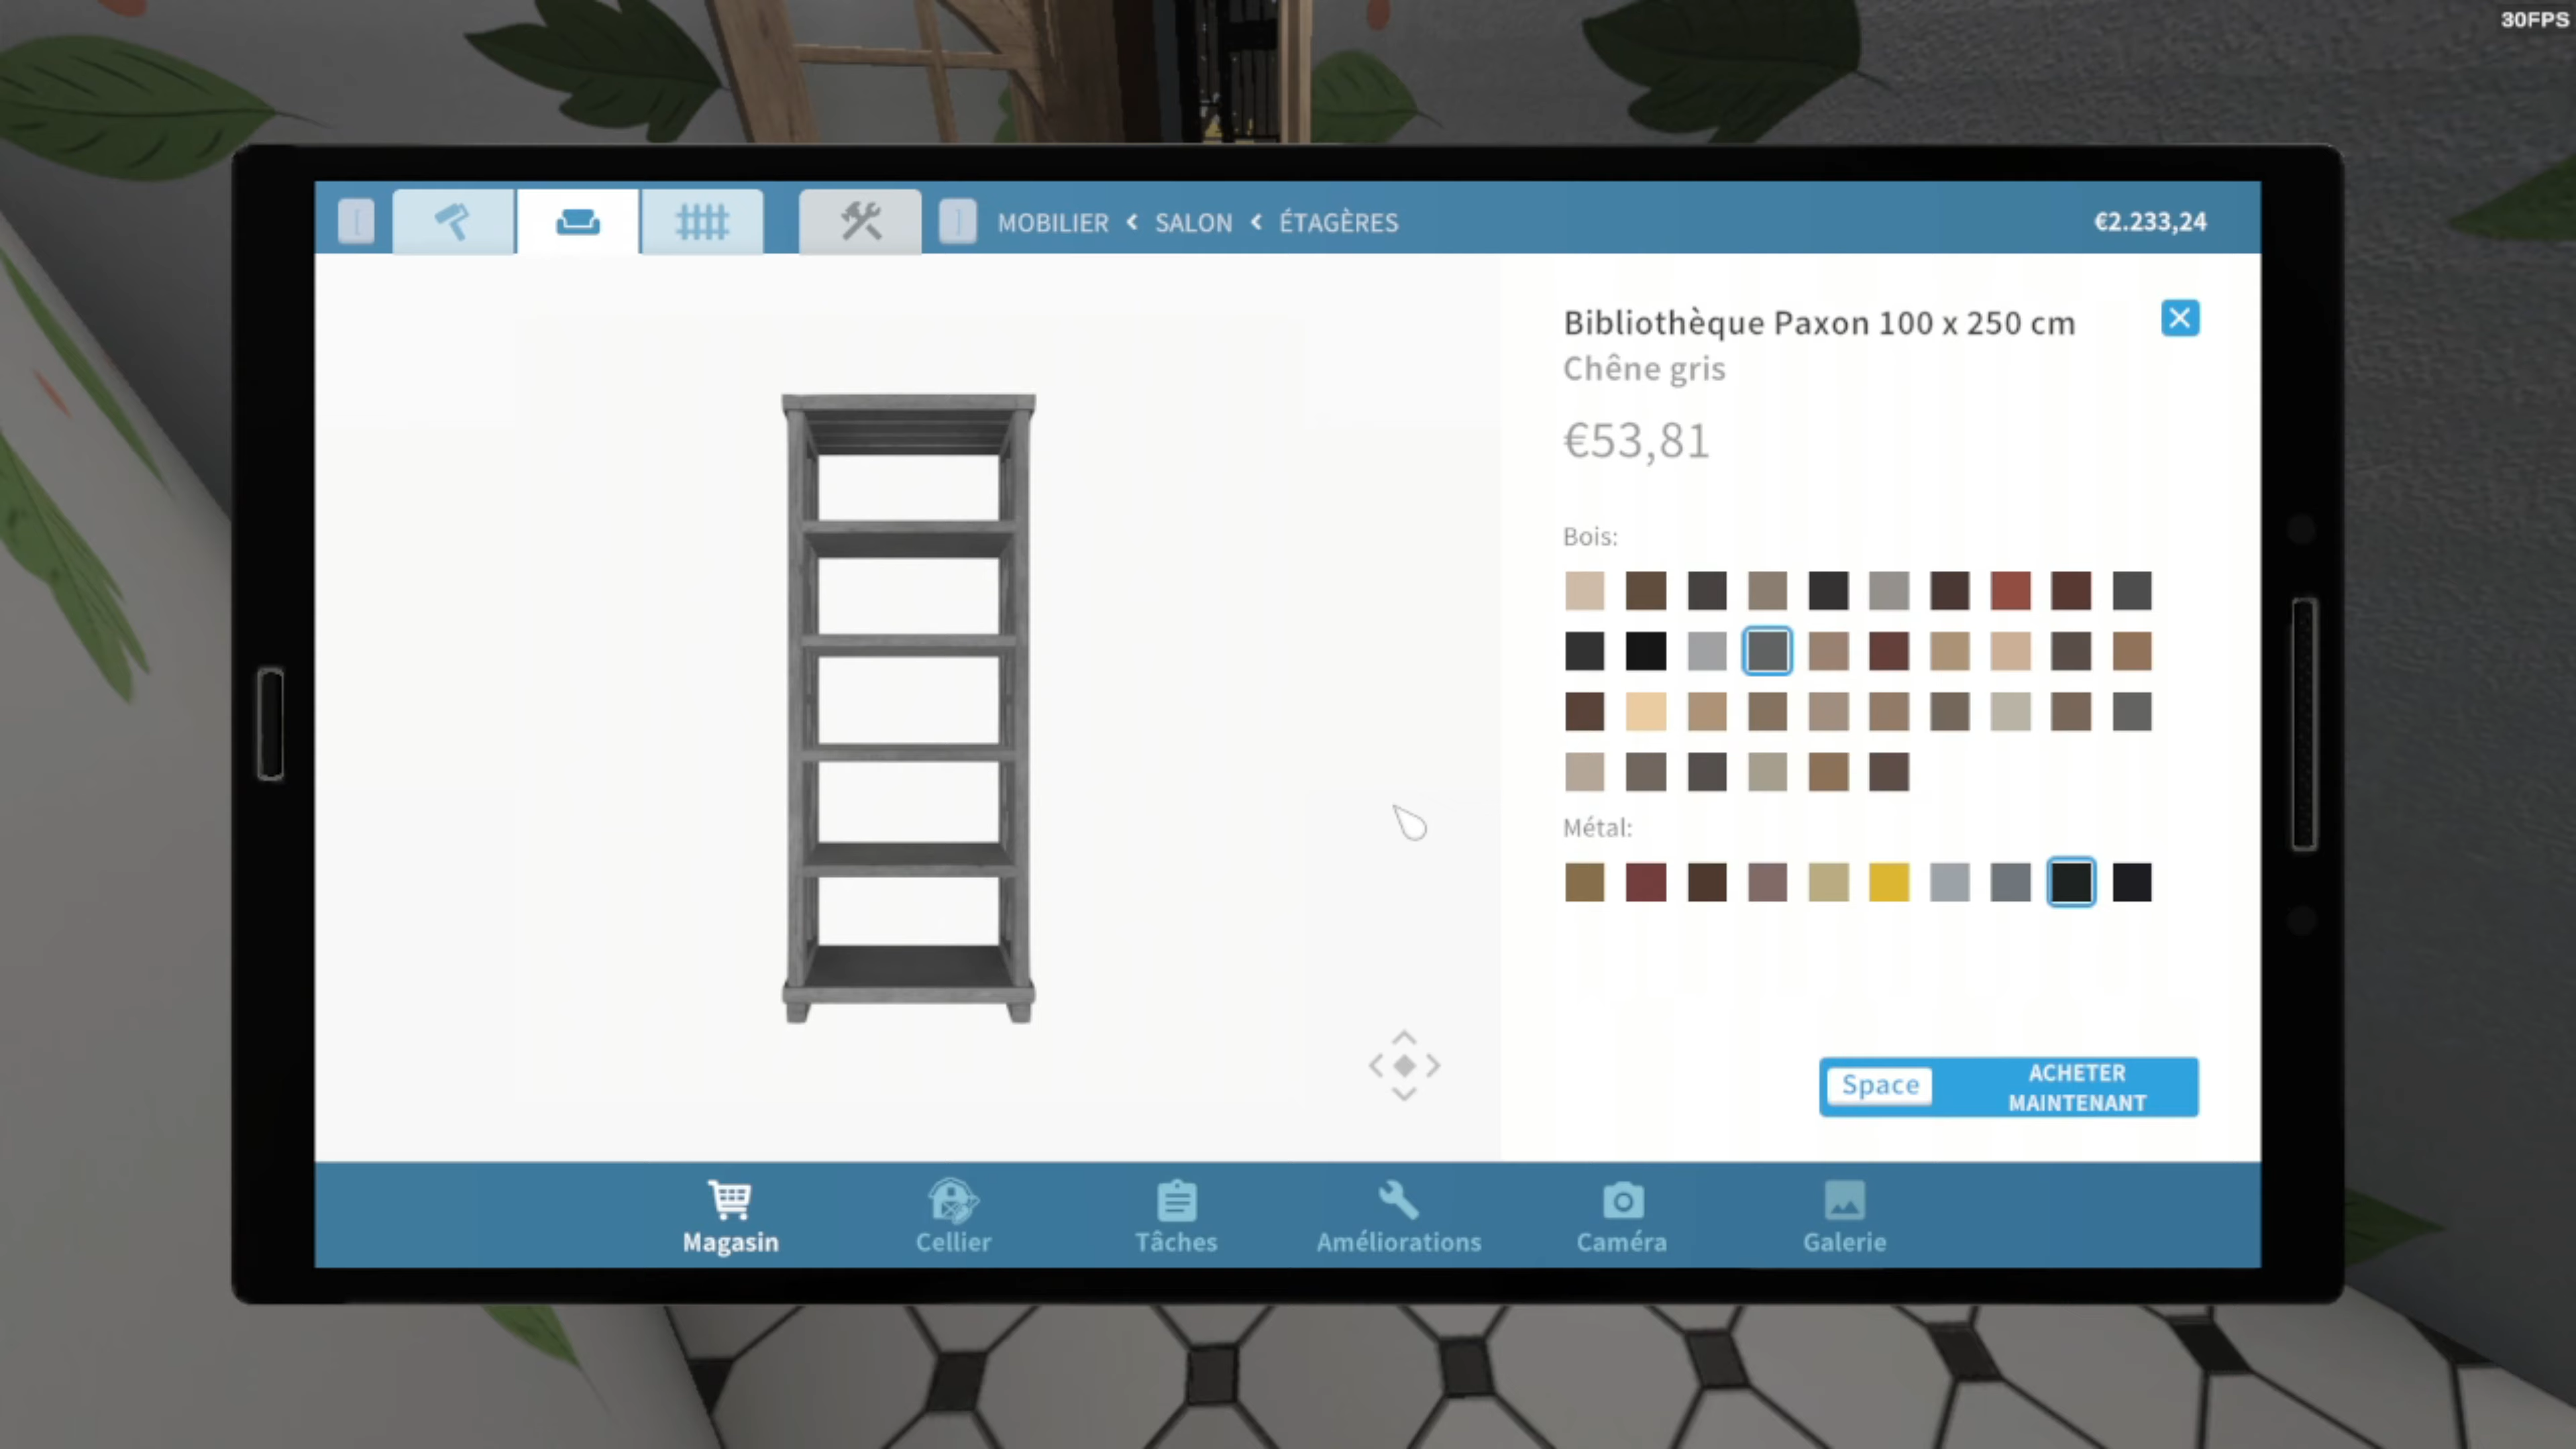 30FPS
[
]
MOBILIER < SALON < ÉTAGÈRES
€2.233,24
Bibliothèque Paxon 100 x 250 cm
Chêne gris
€53,81
Bois:
Métal:
Space
ACHETER
MAINTENANT
Magasin
Cellier
Tâches
Améliorations
Caméra
Galerie